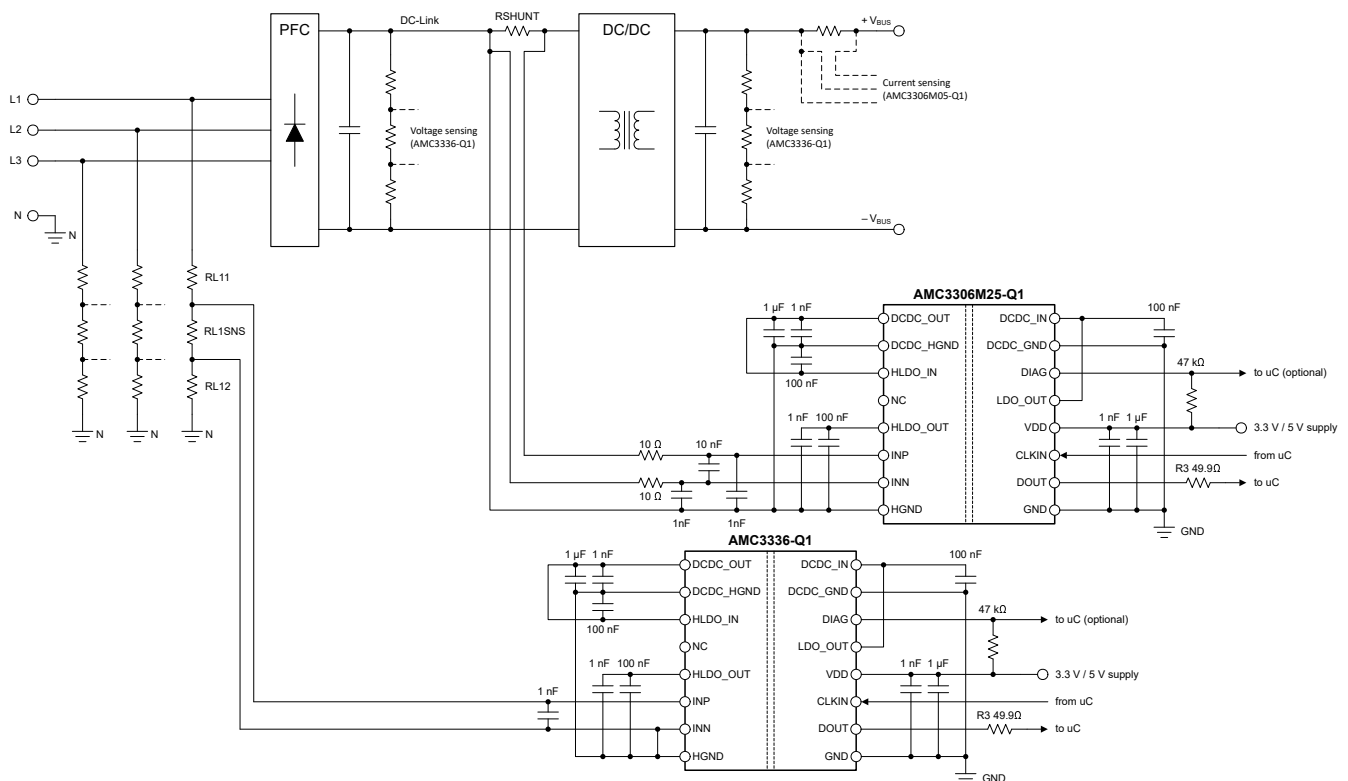 PFC
DC-Link
RSHUNT
DC/DC
+ VBUS
Current sensing
(AMC3306M05-Q1)
L1
L2
L3
N
N
Voltage sensing
(AMC3336-Q1)
Voltage sensing
(AMC3336-Q1)
– VBUS
RL11
RL1SNS
RL12
N
N
N
AMC3306M25-Q1
1 µF
1 nF
100 nF
DCDC_OUT
DCDC_HGND
HLDO_IN
NC
HLDO_OUT
INP
INN
HGND
1 nF
100 nF
10 Ω
10 nF
10 Ω
1nF
1nF
DCDC_IN
DCDC_GND
DIAG
LDO_OUT
VDD
CLKIN
DOUT
GND
100 nF
47 kΩ
to uC (optional)
1 nF
1 µF
3.3 V / 5 V supply
from uC
R3 49.9Ω
to uC
GND
AMC3336-Q1
1 µF
1 nF
100 nF
DCDC_OUT
DCDC_HGND
HLDO_IN
NC
HLDO_OUT
INP
INN
HGND
1 nF
100 nF
1 nF
DCDC_IN
DCDC_GND
DIAG
LDO_OUT
VDD
CLKIN
DOUT
GND
100 nF
47 kΩ
to uC (optional)
1 nF
1 µF
3.3 V / 5 V supply
from uC
R3 49.9Ω
to uC
GND